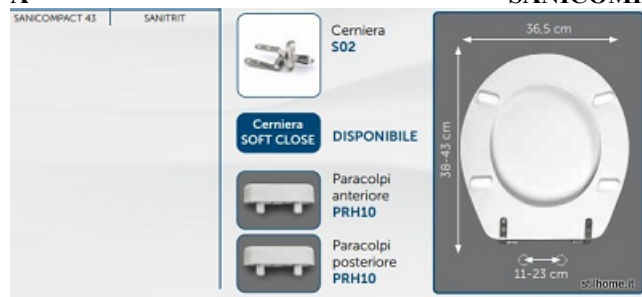 A
SANICOMPACT 43
SANITRIT
Cerniera
S02
Cerniera
SOFT CLOSE
DISPONIBILE
Paracolpi
anteriore
PRH10
Paracolpi
posteriore
PRH10
36,5 cm
38-43 cm
11-23 cm
stilhome.it